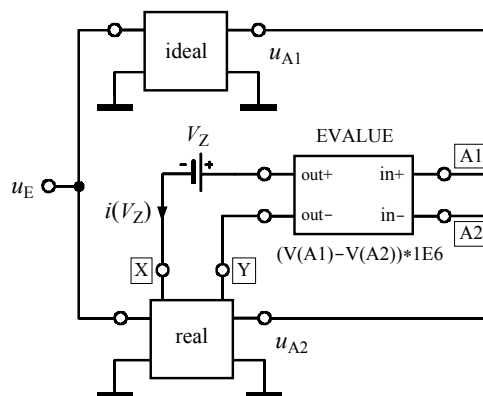 ideal
u_A1
V_Z
- +
EVALUE
out+ in+ A1
u_E
i(V_Z)
out− in− A2
X Y (V(A1)−V(A2))*1E6
real
u_A2